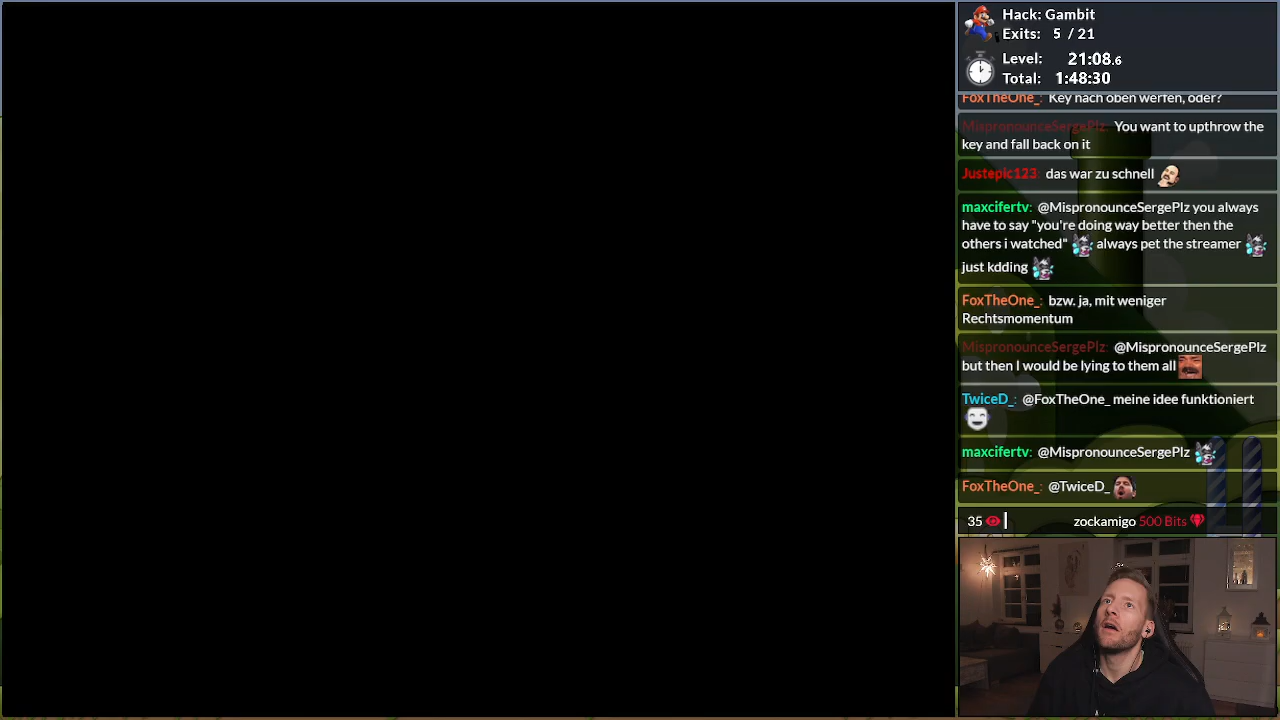 Hack: Gambit
Exits: 5 / 21
Level: 21:08.6
Total: 1:48:30
FoxTheOne_: Key nach oben werfen, oder?
MispronounceSergePlz: You want to upthrow the
key and fall back on it
Justepic123: das war zu schnell
maxcifertv: @MispronounceSergePlz you always
have to say "you're doing way better then the
others i watched" always pet the streamer
just kdding
FoxTheOne_: bzw. ja, mit weniger
Rechtsmomentum
MispronounceSergePlz: @MispronounceSergePlz
but then I would be lying to them all
TwiceD_: @FoxTheOne_ meine idee funktioniert
maxcifertv: @MispronounceSergePlz
FoxTheOne_: @TwiceD_
35 zockamigo 500 Bits